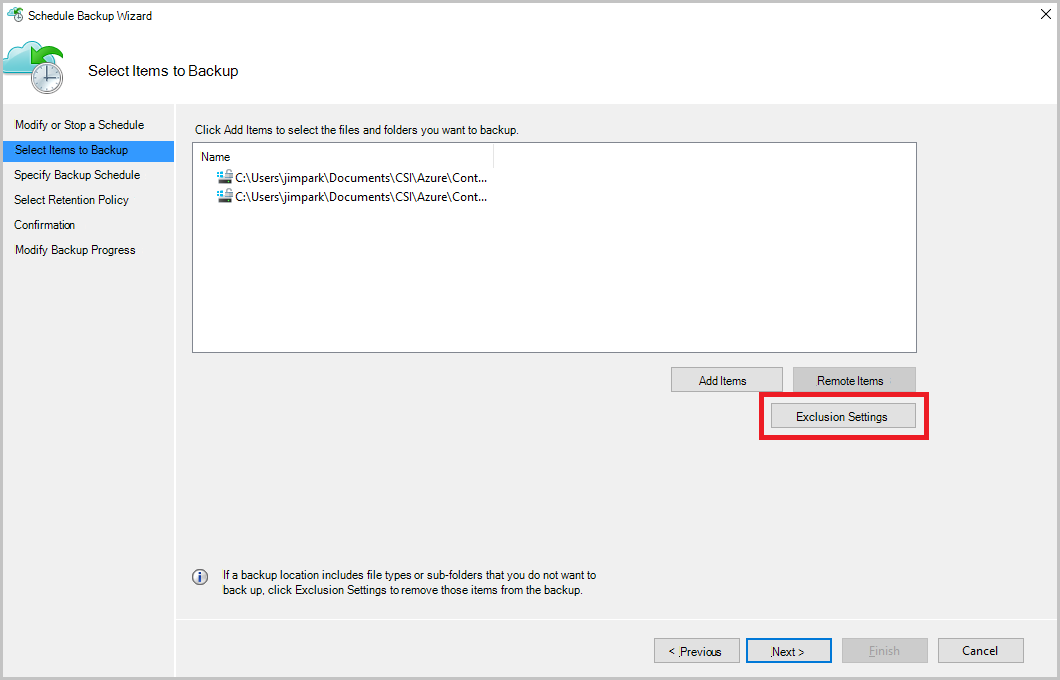 Schedule Backup Wizard
Select Items to Backup
Modify or Stop a Schedule
Select Items to Backup
Specify Backup Schedule
Select Retention Policy
Confirmation
Modify Backup Progress
Click Add Items to select the files and folders you want to backup.
Name
C:\Users\jimpark\Documents\CSI\Azure\Cont...
C:\Users\jimpark\Documents\CSI\Azure\Cont...
Add Items
Remote Items
Exclusion Settings
If a backup location includes file types or sub-folders that you do not want to
back up, click Exclusion Settings to remove those items from the backup.
< Previous
Next >
Finish
Cancel